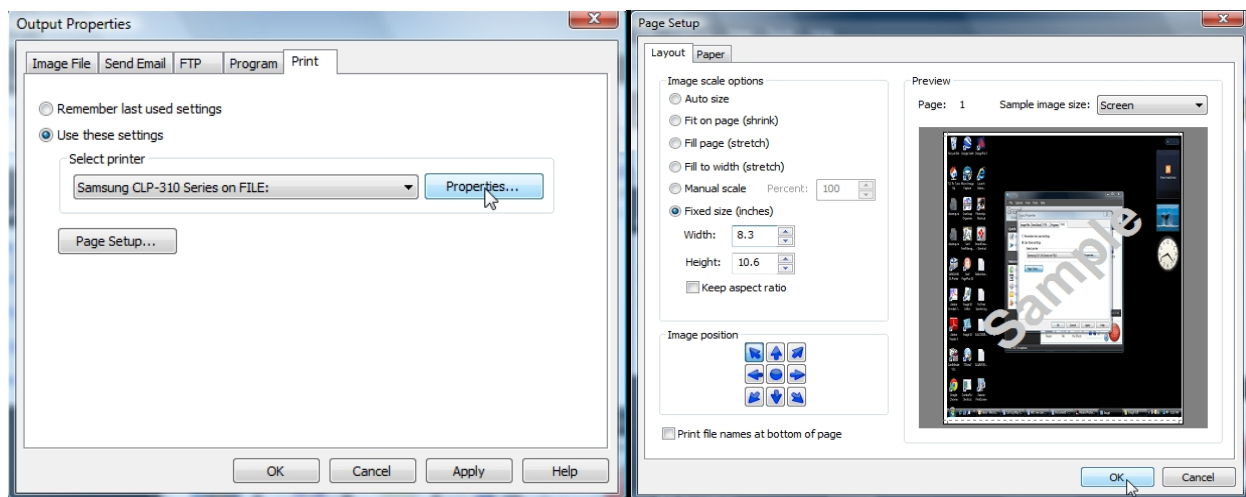 Output Properties
Image File
Send Email
FTP
Program
Print
Remember last used settings
Use these settings
Select printer
Samsung CLP-310 Series on FILE:
Properties...
Page Setup...
OK
Cancel
Apply
Help
Page Setup
Layout
Paper
Image scale options
Auto size
Fit on page (shrink)
Fill page (stretch)
Fill to width (stretch)
Manual scale Percent: 100
Fixed size (inches)
Width: 8.3
Height: 10.6
Keep aspect ratio
Image position
Print file names at bottom of page
Preview
Page: 1 Sample image size: Screen
Sample
OK
Cancel